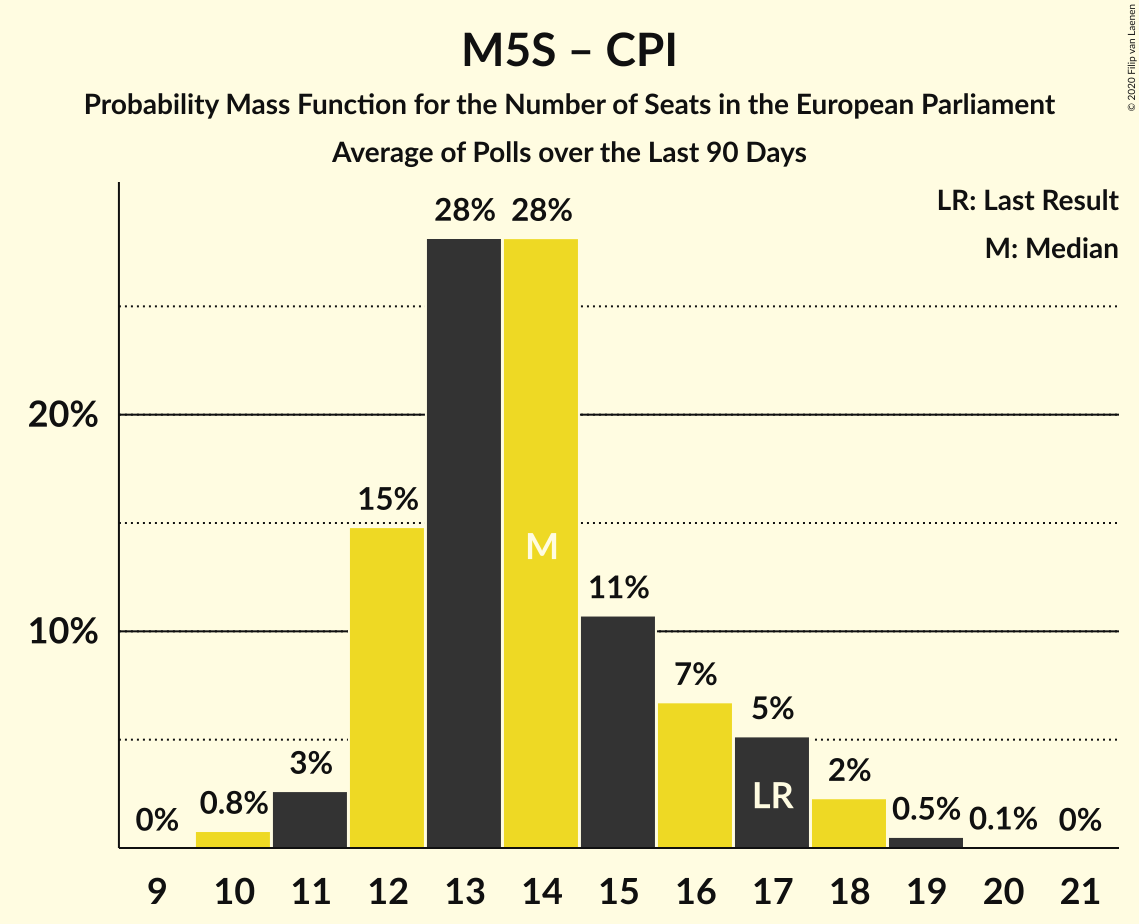 M5S – CPI
Probability Mass Function for the Number of Seats in the European Parliament
Average of Polls over the Last 90 Days
© 2020 Filip van Laenen
LR: Last Result
M: Median
28% 28%
20%
15%
M
11%
10%
7%
5%
3%
2%
LR
0% 0.8% 0.5% 0.1% 0%
9 10 11 12 13 14 15 16 17 18 19 20 21